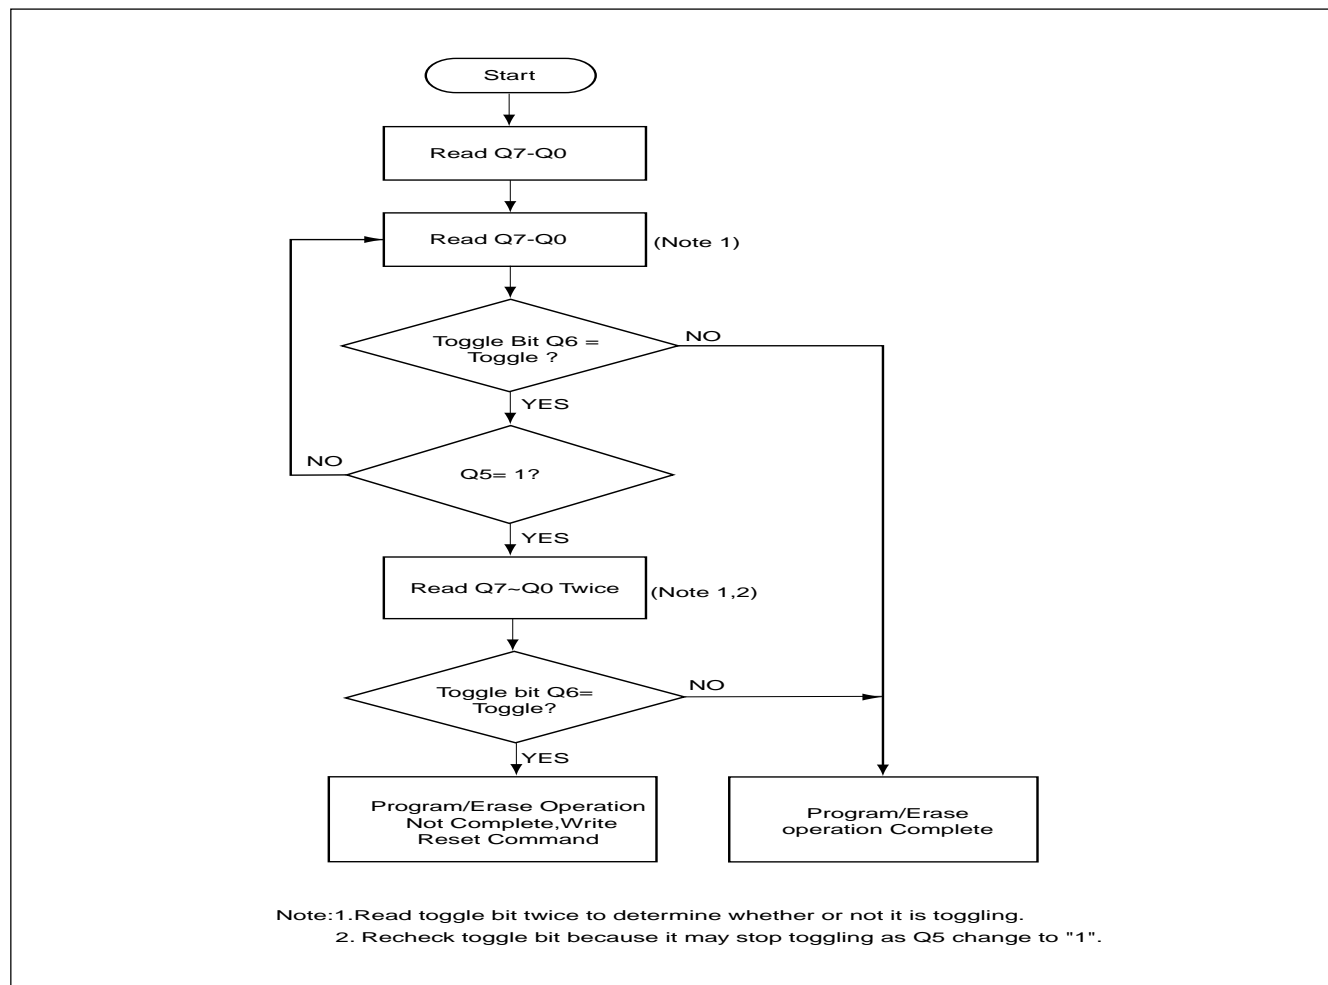 Start
Read Q7-Q0
Read Q7-Q0
(Note 1)
Toggle Bit Q6 =
Toggle ?
NO
YES
NO
Q5= 1?
YES
Read Q7~Q0 Twice
(Note 1,2)
Toggle bit Q6=
Toggle?
NO
YES
Program/Erase Operation
Not Complete,Write
Reset Command
Program/Erase
operation Complete
Note:1.Read toggle bit twice to determine whether or not it is toggling.
2. Recheck toggle bit because it may stop toggling as Q5 change to "1".